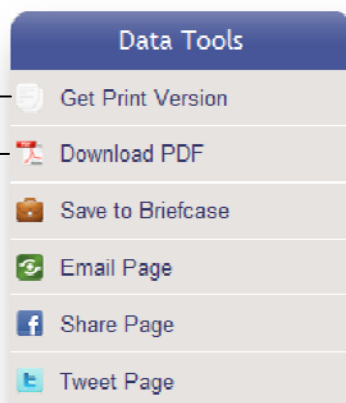 Data Tools
Get Print Version
Download PDF
Save to Briefcase
Email Page
f Share Page
t Tweet Page